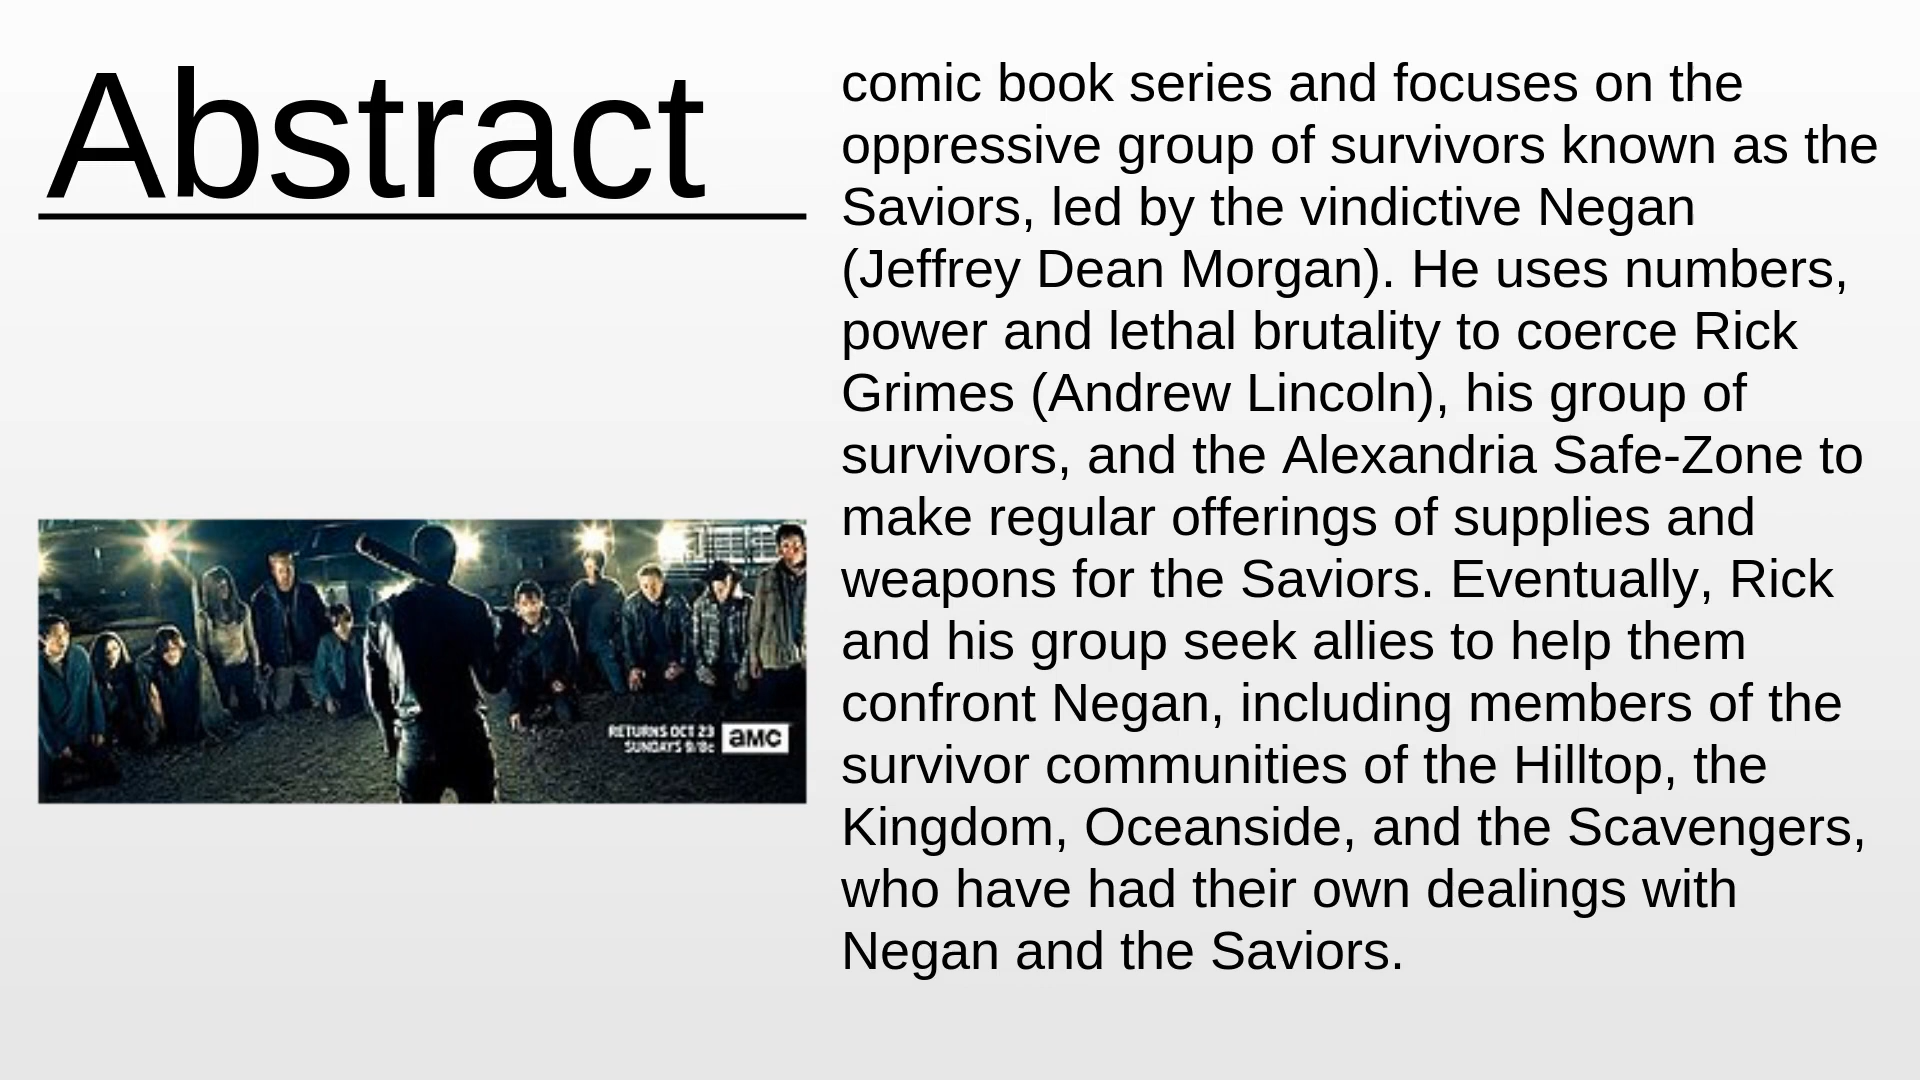 Abstract
comic book series and focuses on the
oppressive group of survivors known as the
Saviors, led by the vindictive Negan
(Jeffrey Dean Morgan). He uses numbers,
power and lethal brutality to coerce Rick
Grimes (Andrew Lincoln), his group of
survivors, and the Alexandria Safe-Zone to
make regular offerings of supplies and
weapons for the Saviors. Eventually, Rick
and his group seek allies to help them
confront Negan, including members of the
survivor communities of the Hilltop, the
Kingdom, Oceanside, and the Scavengers,
who have had their own dealings with
Negan and the Saviors.
RETURNS OCT 23
SUNDAYS 9/8c
aMC